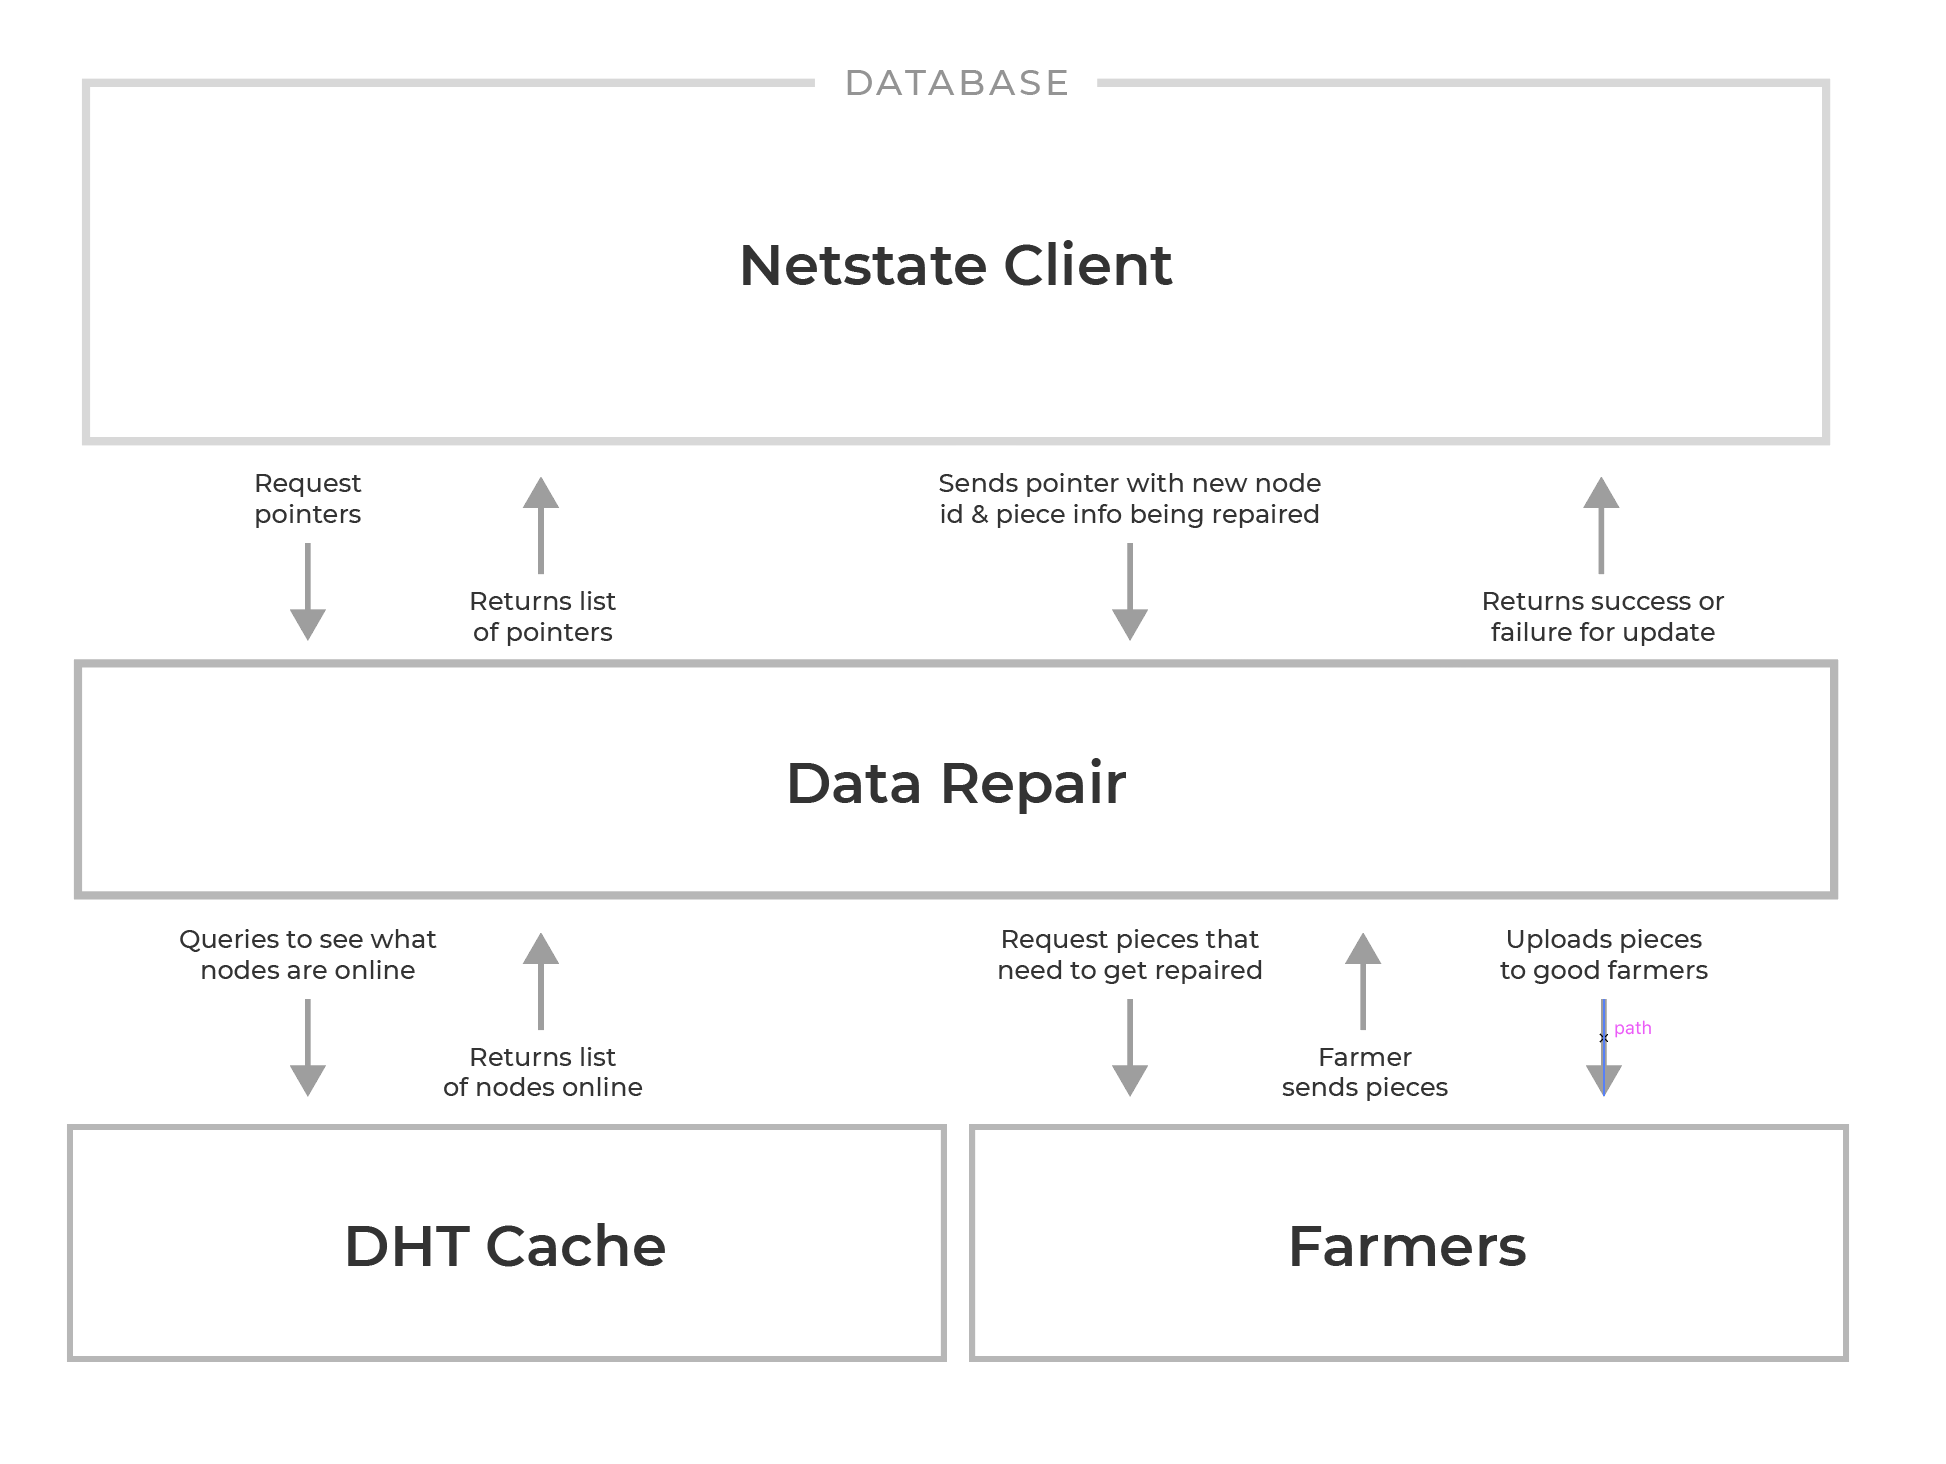 DATABASE
Netstate Client
Request
pointers
Returns list
of pointers
Sends pointer with new node
id & piece info being repaired
Returns success or
failure for update
Data Repair
Queries to see what
nodes are online
Returns list
of nodes online
Request pieces that
need to get repaired
Farmer
sends pieces
Uploads pieces
to good farmers
path
DHT Cache
Farmers